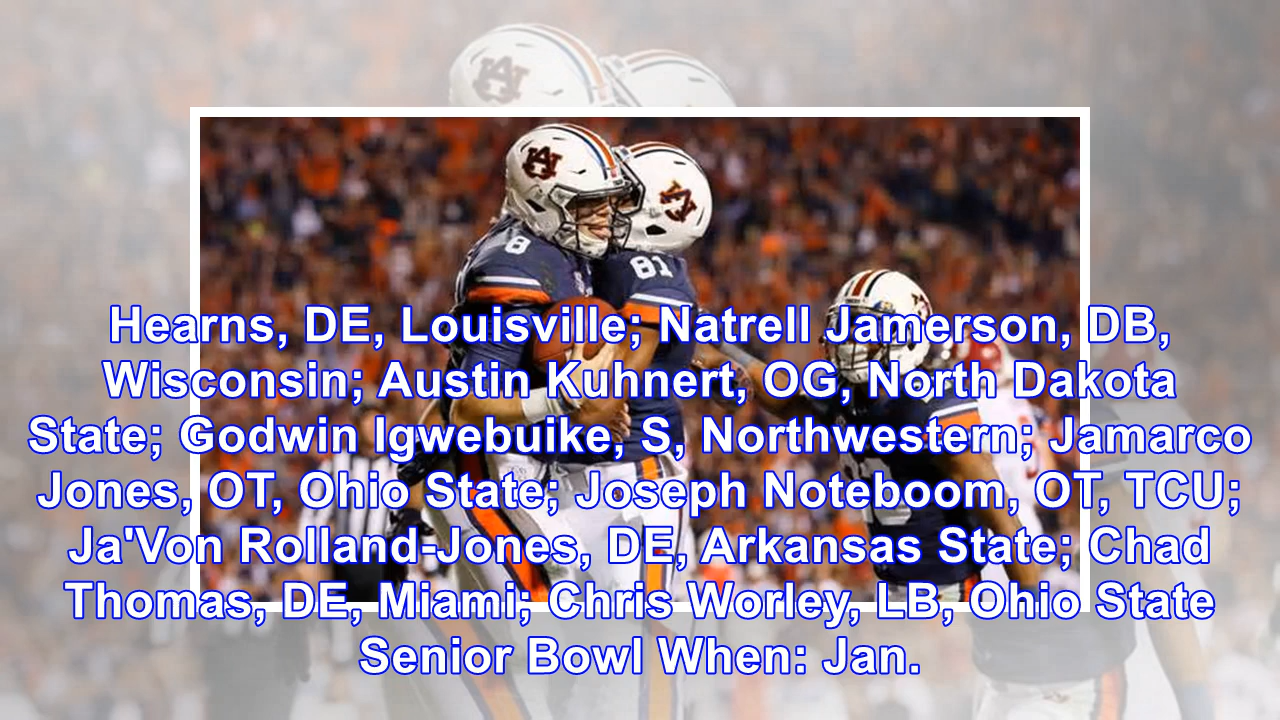 8
81
Hearns, DE, Louisville; Natrell Jamerson, DB,
Wisconsin; Austin Kuhnert, OG, North Dakota
State; Godwin Igwebuike, S, Northwestern; Jamarco
Jones, OT, Ohio State; Joseph Noteboom, OT, TCU;
Ja'Von Rolland-Jones, DE, Arkansas State; Chad
Thomas, DE, Miami; Chris Worley, LB, Ohio State
Senior Bowl When: Jan.